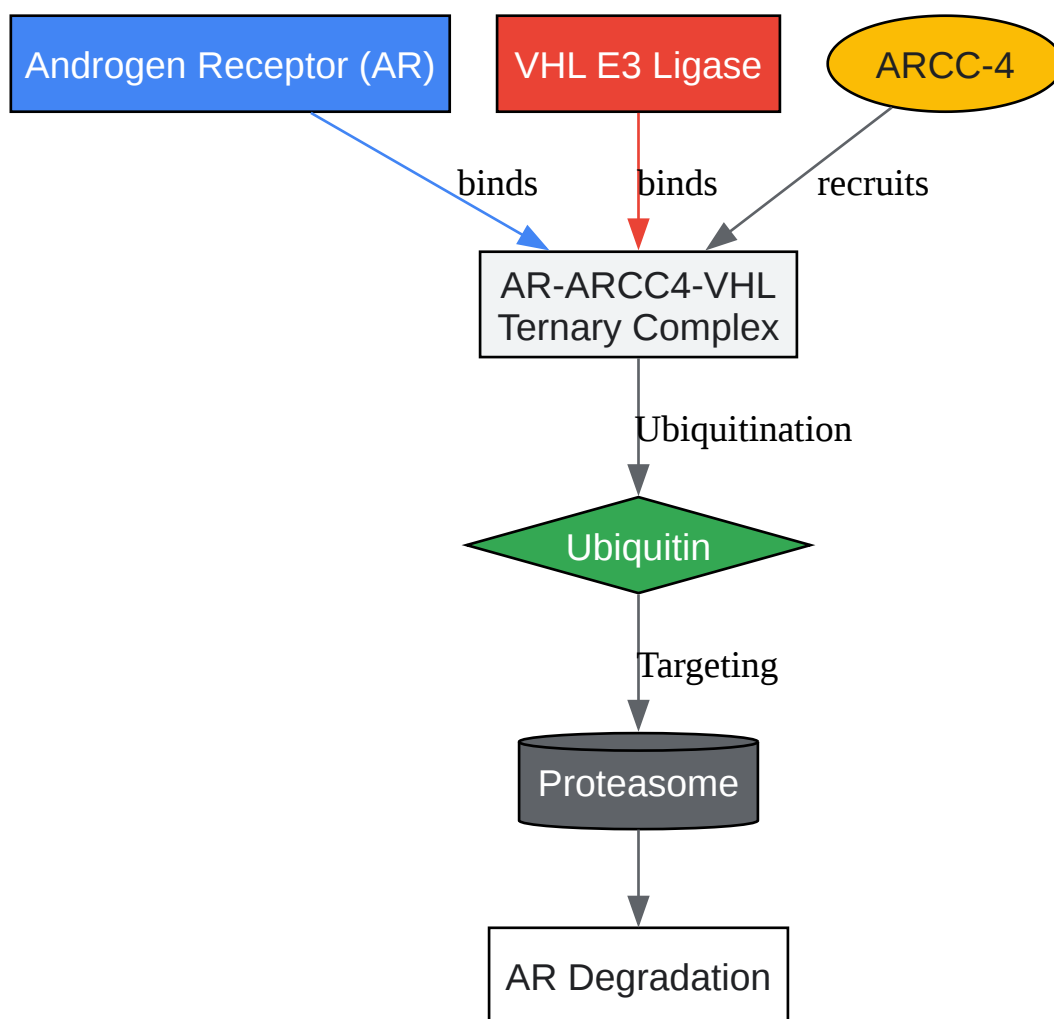 Androgen Receptor (AR)
VHL E3 Ligase
ARCC-4
binds
binds
recruits
AR-ARCC4-VHL
Ternary Complex
Ubiquitination
Ubiquitin
Targeting
Proteasome
AR Degradation